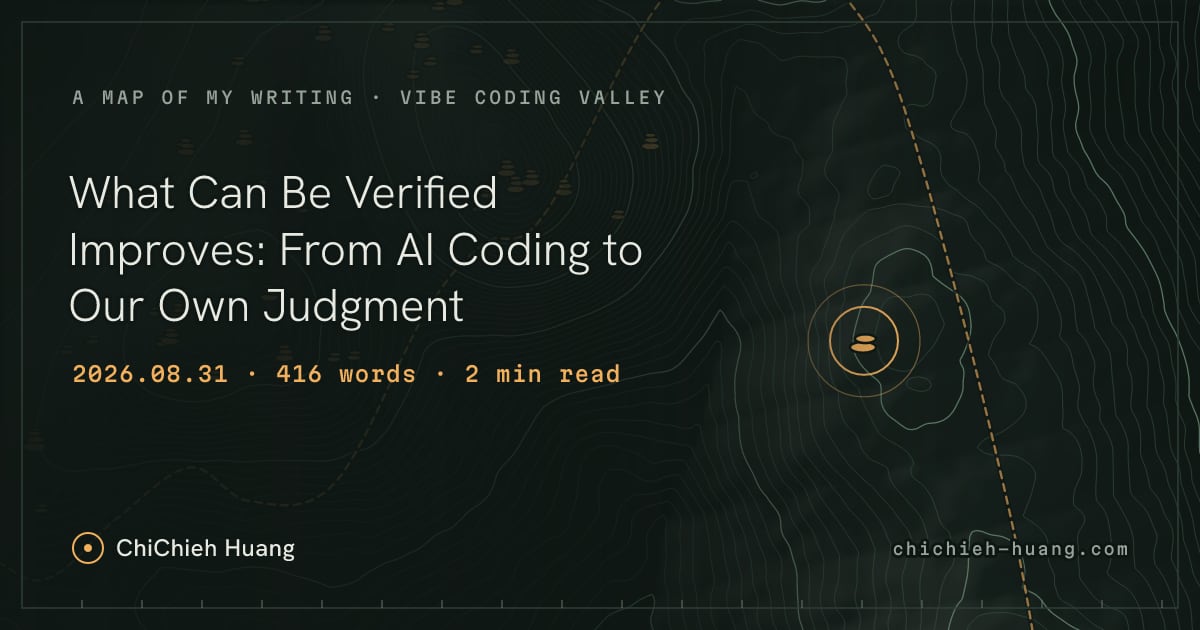 A MAP OF MY WRITING · VIBE CODING VALLEY
What Can Be Verified
Improves: From AI Coding to
Our Own Judgment
2026.08.31 · 416 words · 2 min read
ChiChieh Huang
chichieh-huang.com